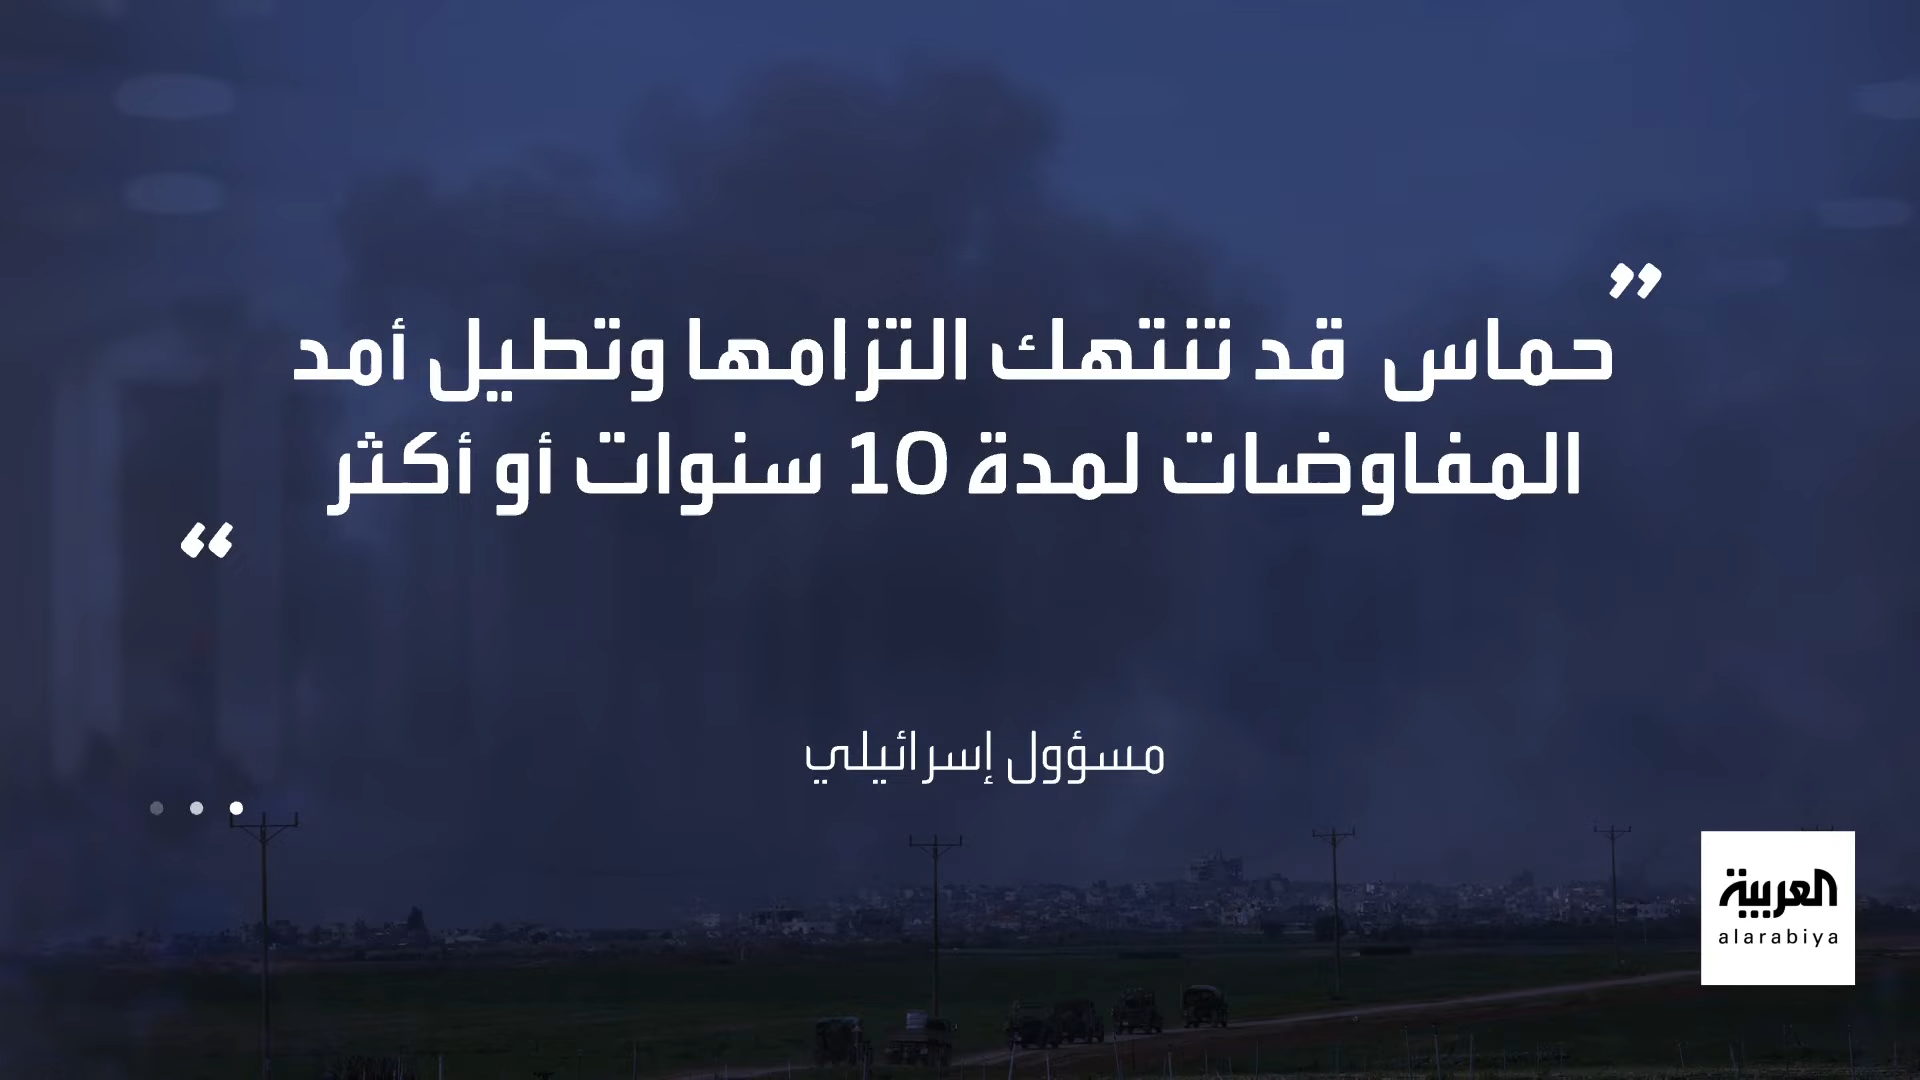 ”
حماس قد تنتهك التزامها وتطيل أمد
المفاوضات لمدة 10 سنوات أو أكثر
“
مسؤول إسرائيلي
العربية
alarabiya